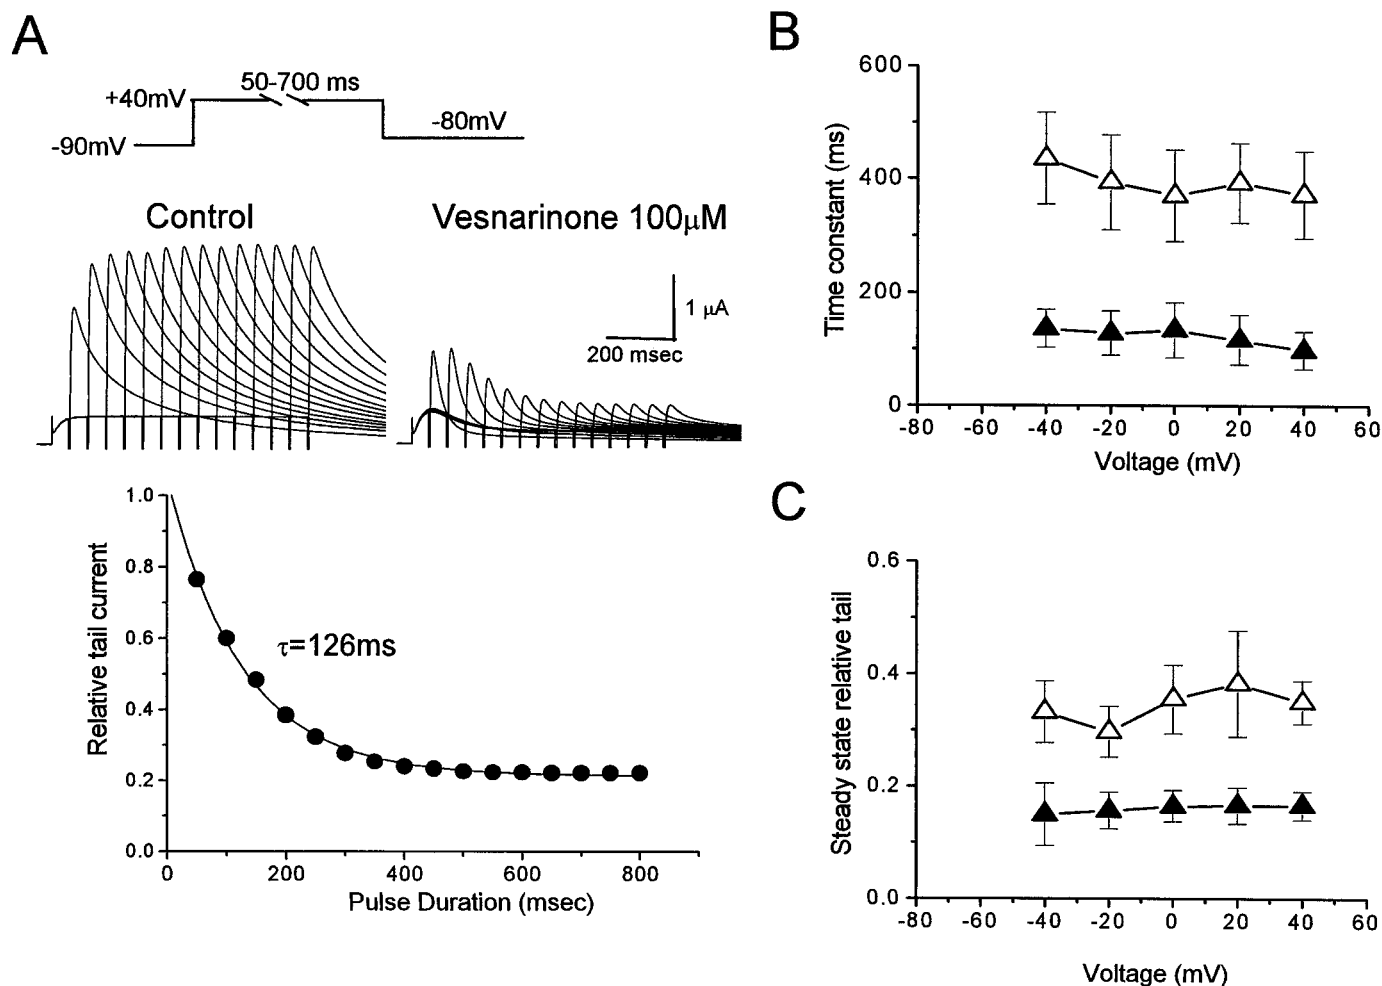 A
50-700 ms
+40mV
-80mV
-90mV
Control
Vesnarinone 100μM
1 μA
200 msec
1.0
0.8
0.6
0.4
0.2
0.0
Relative tail current
τ=126ms
0 200 400 600 800
Pulse Duration (msec)
B
600
400
200
0
Time constant (ms)
-80 -60 -40 -20 0 20 40 60
Voltage (mV)
C
0.6
0.4
0.2
0.0
Steady state relative tail
-80 -60 -40 -20 0 20 40 60
Voltage (mV)